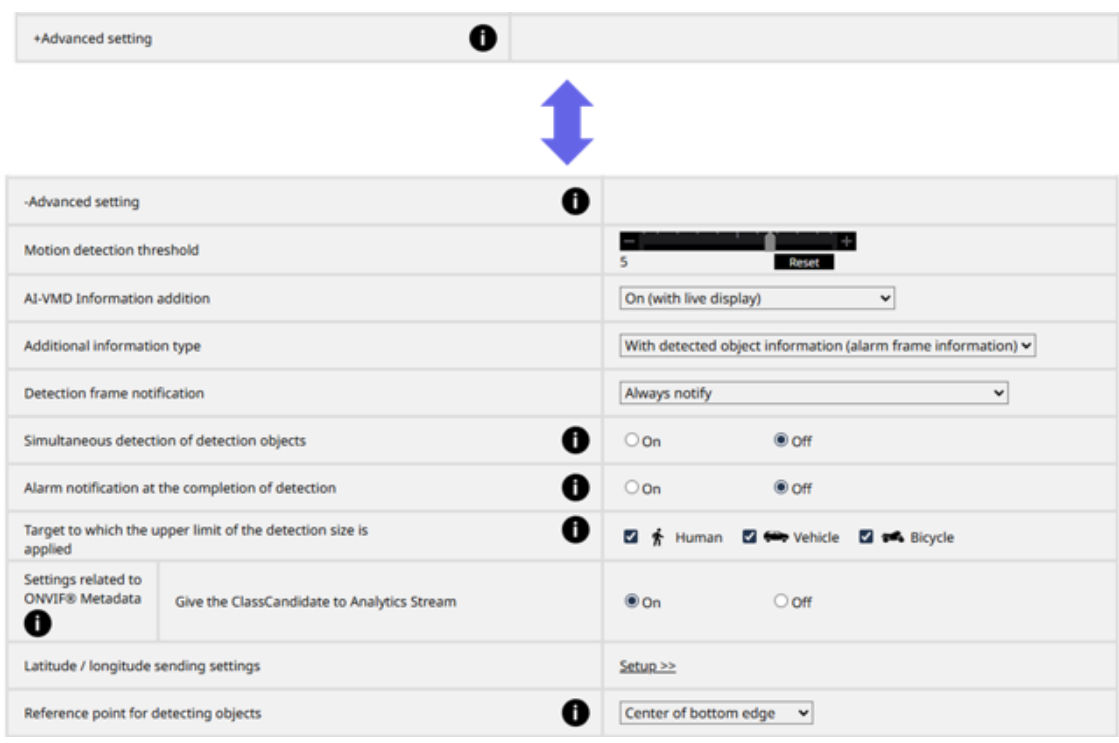 +Advanced setting
-Advanced setting
Motion detection threshold
5
Reset
AI-VMD Information addition
On (with live display)
Additional information type
With detected object information (alarm frame information)
Detection frame notification
Always notify
Simultaneous detection of detection objects
On Off
Alarm notification at the completion of detection
On Off
Target to which the upper limit of the detection size is
applied
Human Vehicle Bicycle
Settings related to
ONVIF® Metadata
Give the ClassCandidate to Analytics Stream
On Off
Latitude / longitude sending settings
Setup >>
Reference point for detecting objects
Center of bottom edge